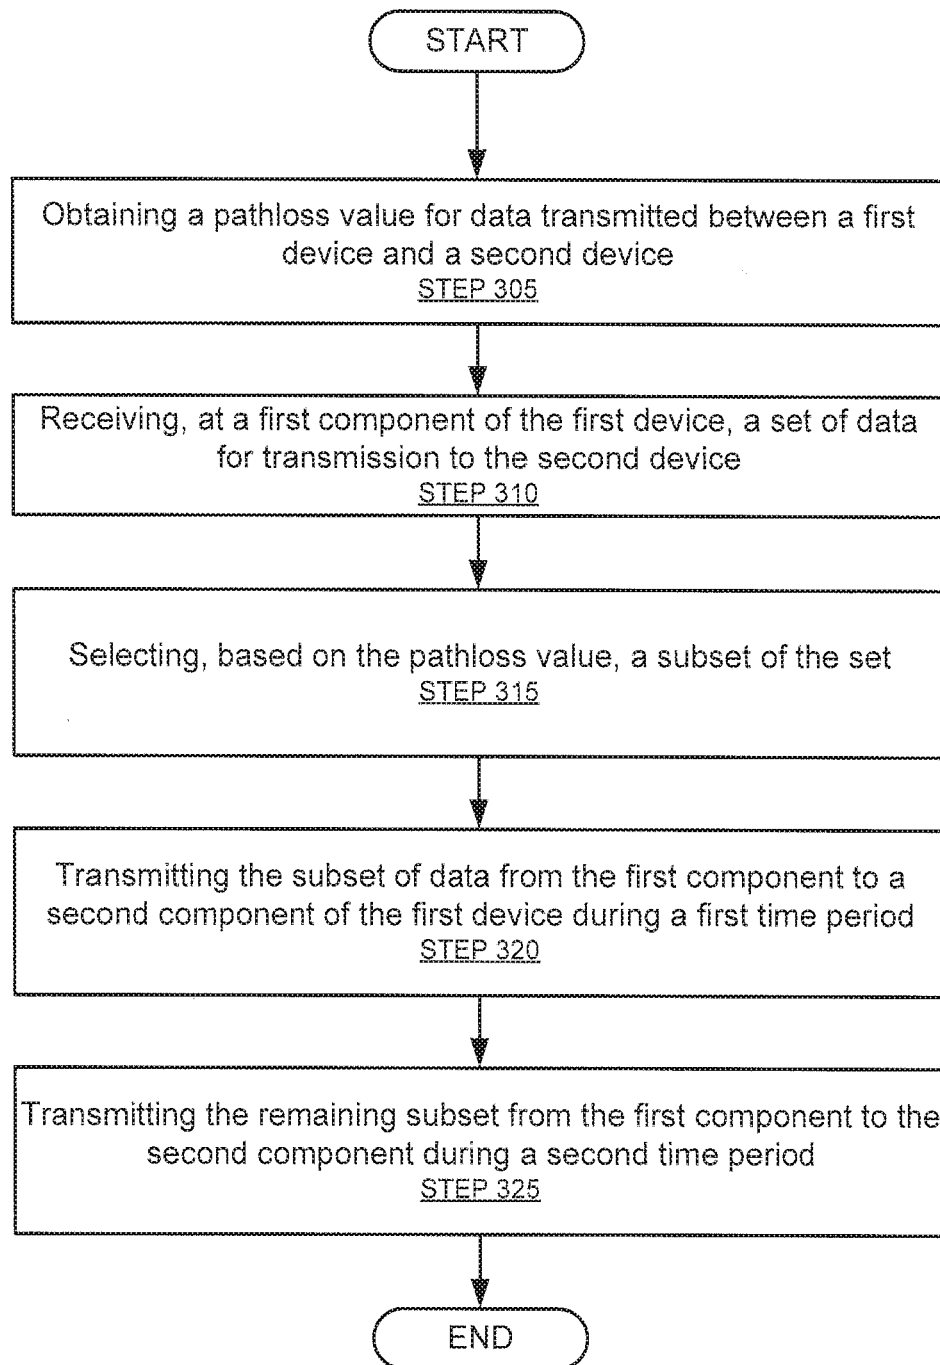 START
Obtaining a pathloss value for data transmitted between a first
device and a second device
STEP 305
Receiving, at a first component of the first device, a set of data
for transmission to the second device
STEP 310
Selecting, based on the pathloss value, a subset of the set
STEP 315
Transmitting the subset of data from the first component to a
second component of the first device during a first time period
STEP 320
Transmitting the remaining subset from the first component to the
second component during a second time period
STEP 325
END